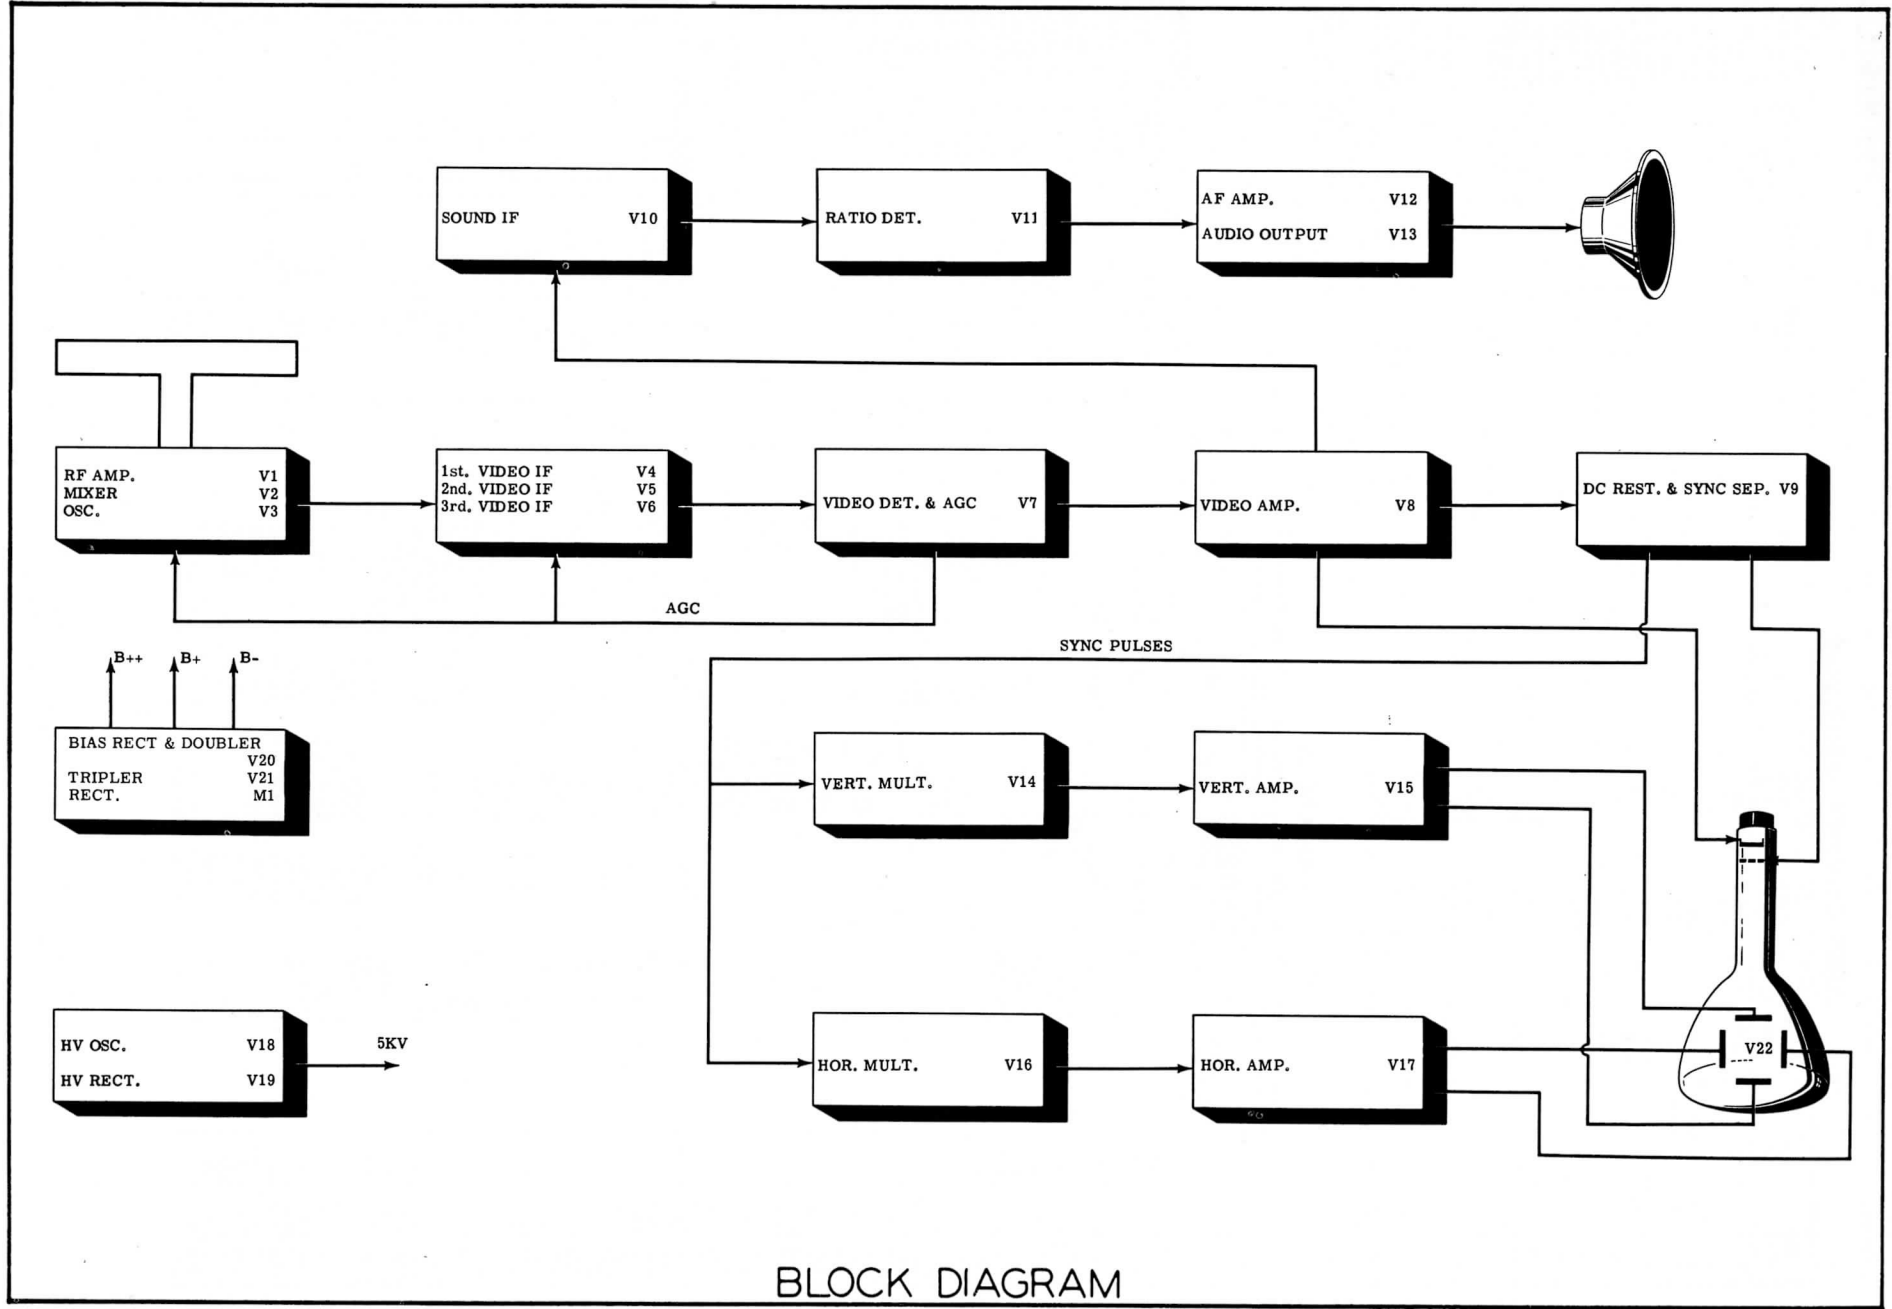 SOUND IF V10
RATIO DET. V11
AF AMP. V12
AUDIO OUTPUT V13
RF AMP. V1
MIXER V2
OSC. V3
1st. VIDEO IF V4
2nd. VIDEO IF V5
3rd. VIDEO IF V6
VIDEO DET. & AGC V7
VIDEO AMP. V8
DC REST. & SYNC SEP. V9
AGC
SYNC PULSES
B++ B+ B-
BIAS RECT & DOUBLER
V20
TRIPLER V21
RECT. M1
VERT. MULT. V14
VERT. AMP. V15
HV OSC. V18
HV RECT. V19
5KV
HOR. MULT. V16
HOR. AMP. V17
V22
BLOCK DIAGRAM